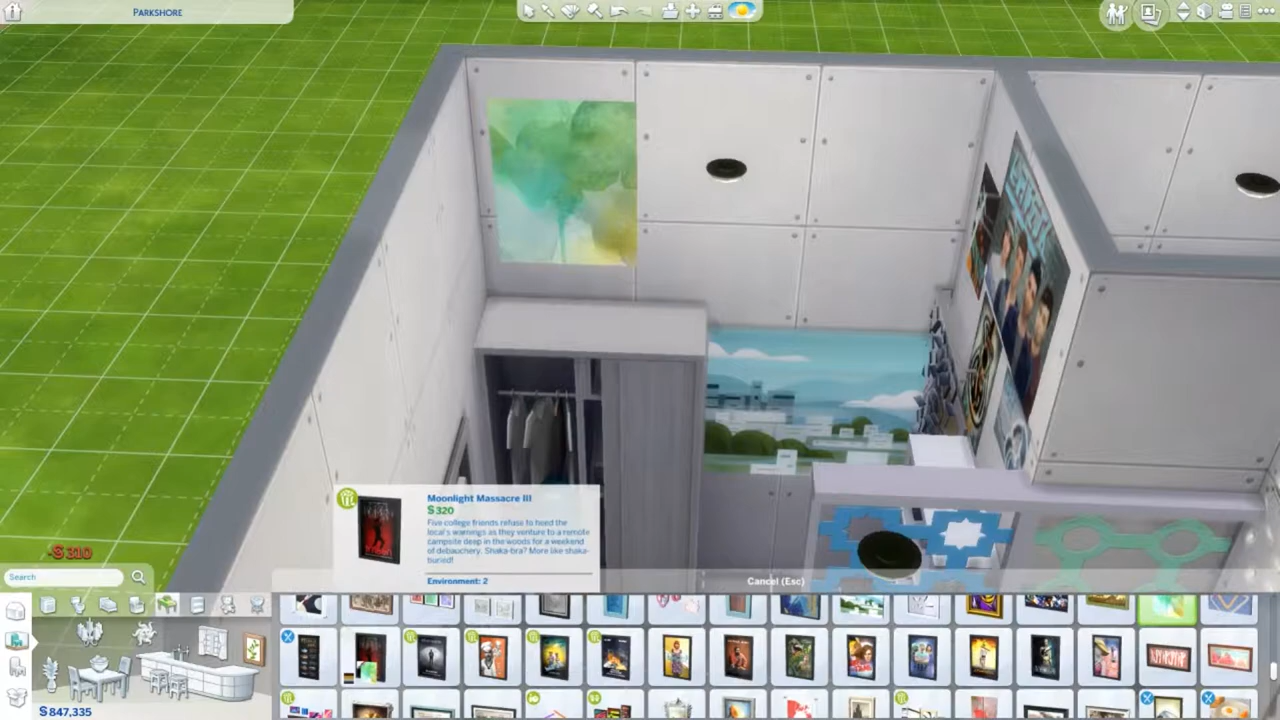 PARKSHORE
Moonlight Massacre III
§320
Five college friends refuse to heed the
local's warnings as they venture to a remote
campsite deep in the woods for a weekend
of debauchery. Shaka-bra? More like shaka-
buried!
Environment: 2
-§310
Search
Cancel (Esc)
§847,335